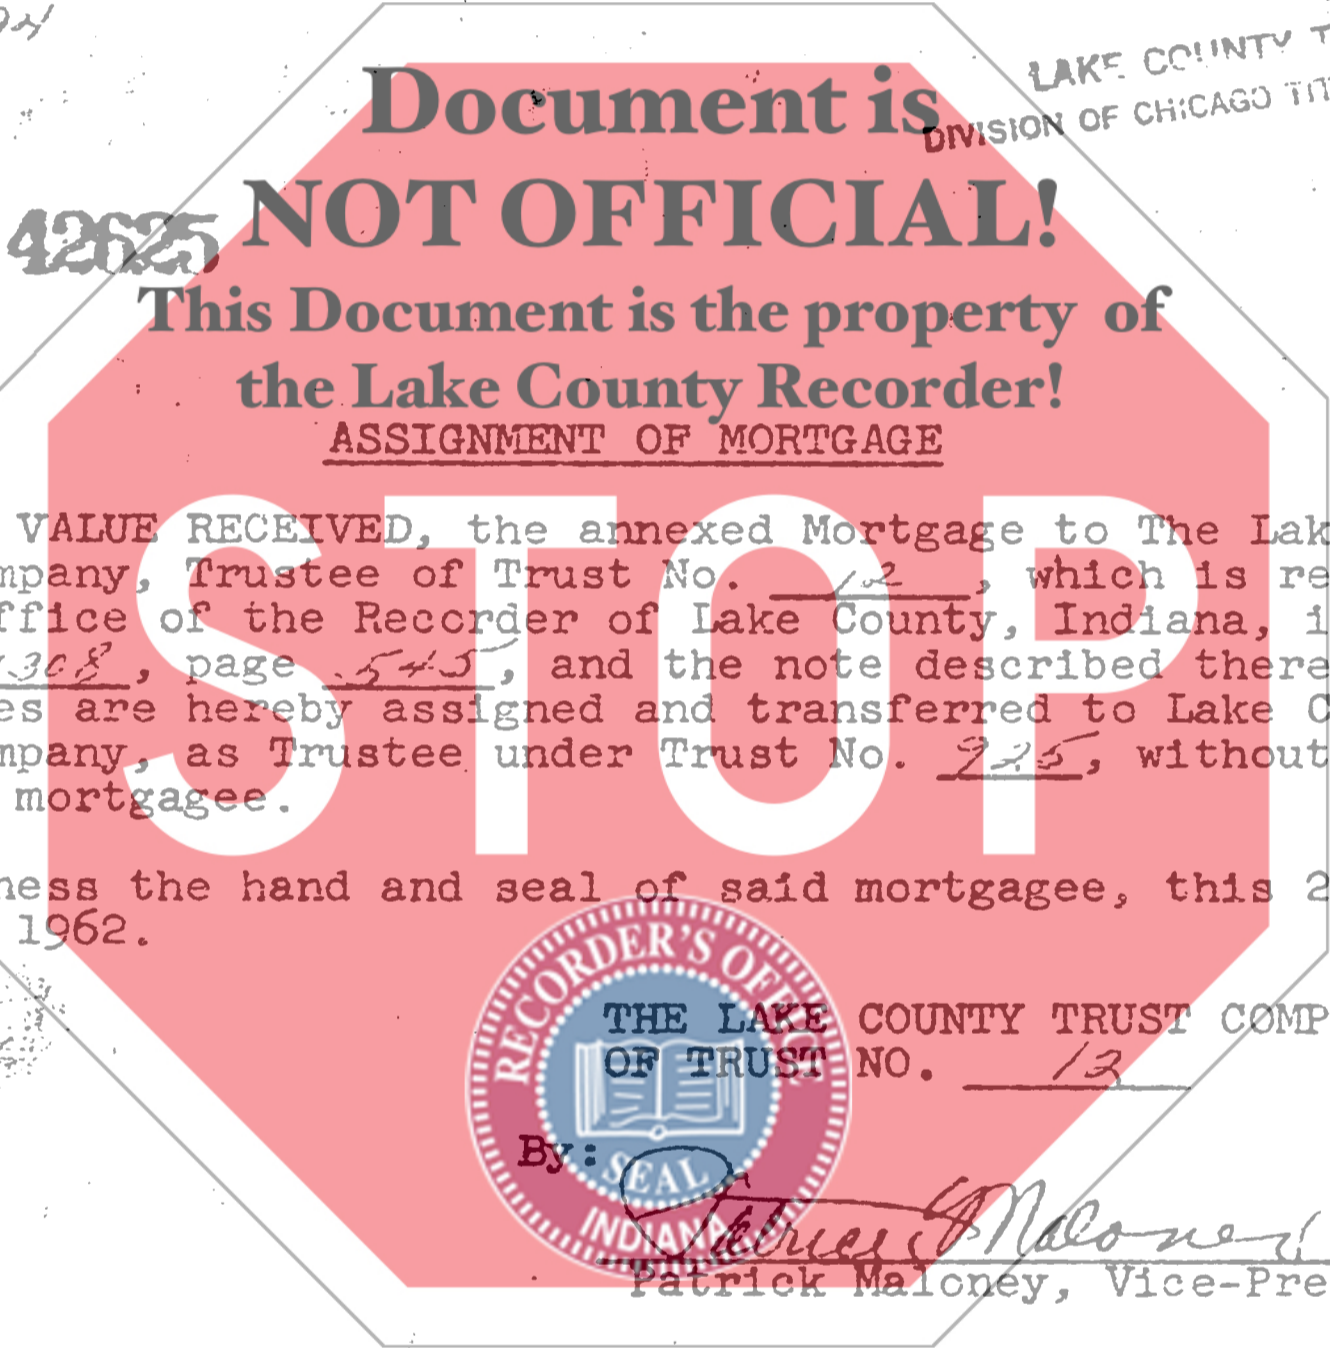 LAKE COUNTY T
DIVISION OF CHICAGO TIT
Document is
NOT OFFICIAL!
42625
This Document is the property of
the Lake County Recorder!
ASSIGNMENT OF MORTGAGE
VALUE RECEIVED, the annexed Mortgage to The Lak
mpany, Trustee of Trust No. 12, which is re
ffice of the Recorder of Lake County, Indiana, i
308, page 545, and the note described there
es are hereby assigned and transferred to Lake C
mpany, as Trustee under Trust No. 925, without
mortgagee.
STOP
ness the hand and seal of said mortgagee, this 2
1962.
RECORDER'S OFFIC
SEAL
INDIANA
THE LAKE COUNTY TRUST COMP
OF TRUST NO. 12
By: Patrick J Maloney
Patrick Maloney, Vice-Pre